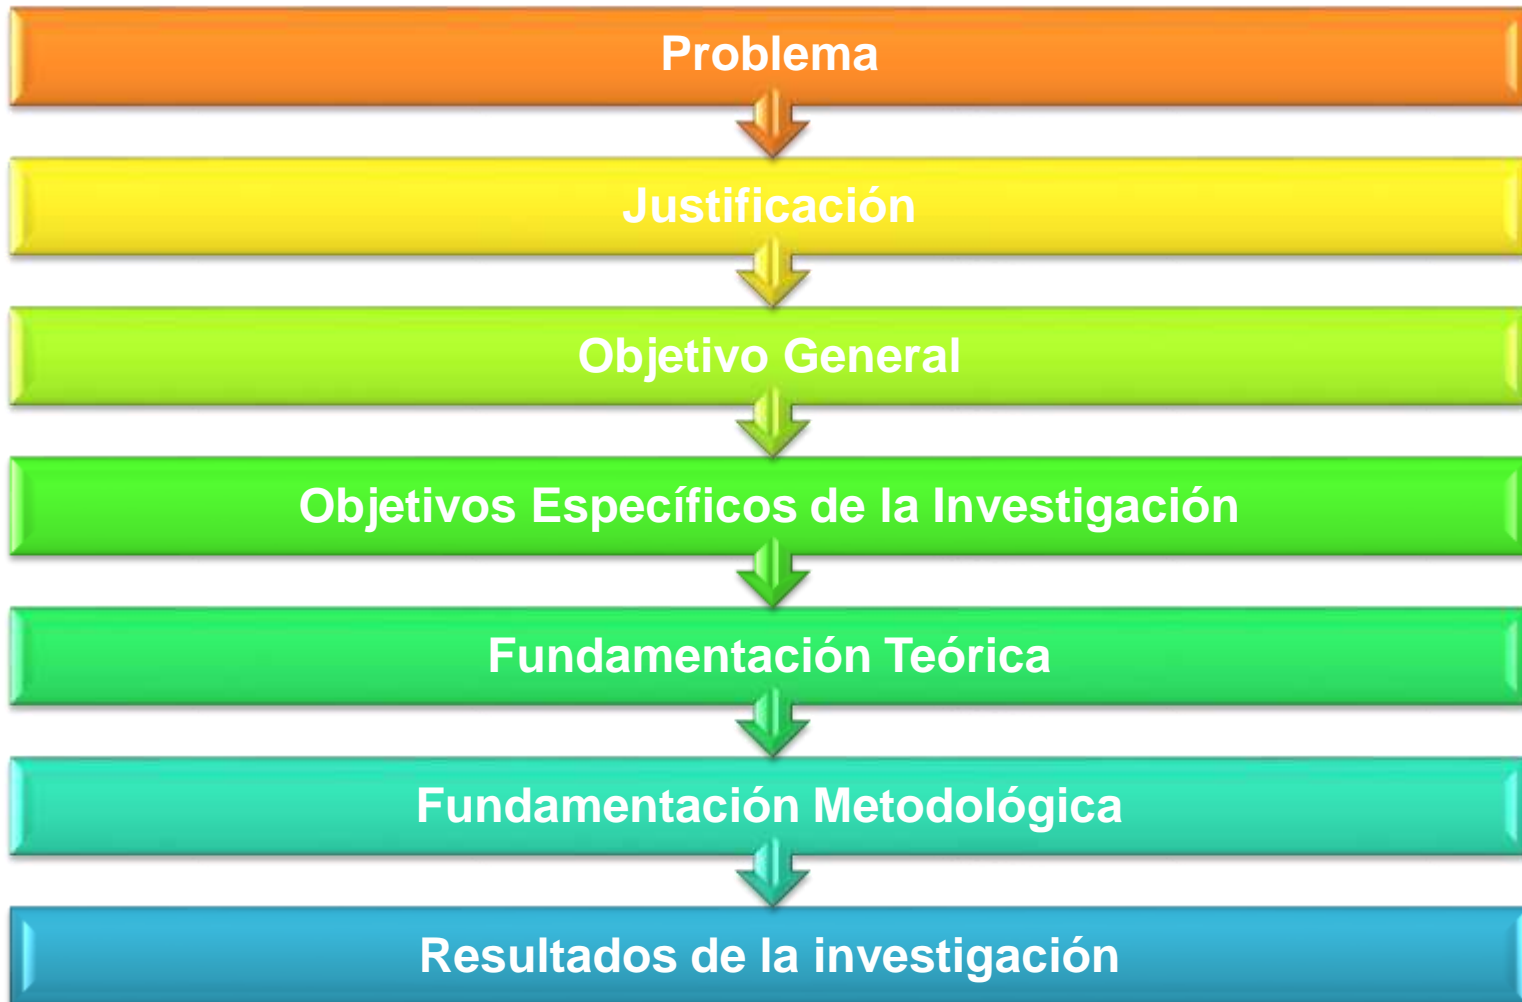 Problema
Justificación
Objetivo General
Objetivos Específicos de la Investigación
Fundamentación Teórica
Fundamentación Metodológica
Resultados de la investigación